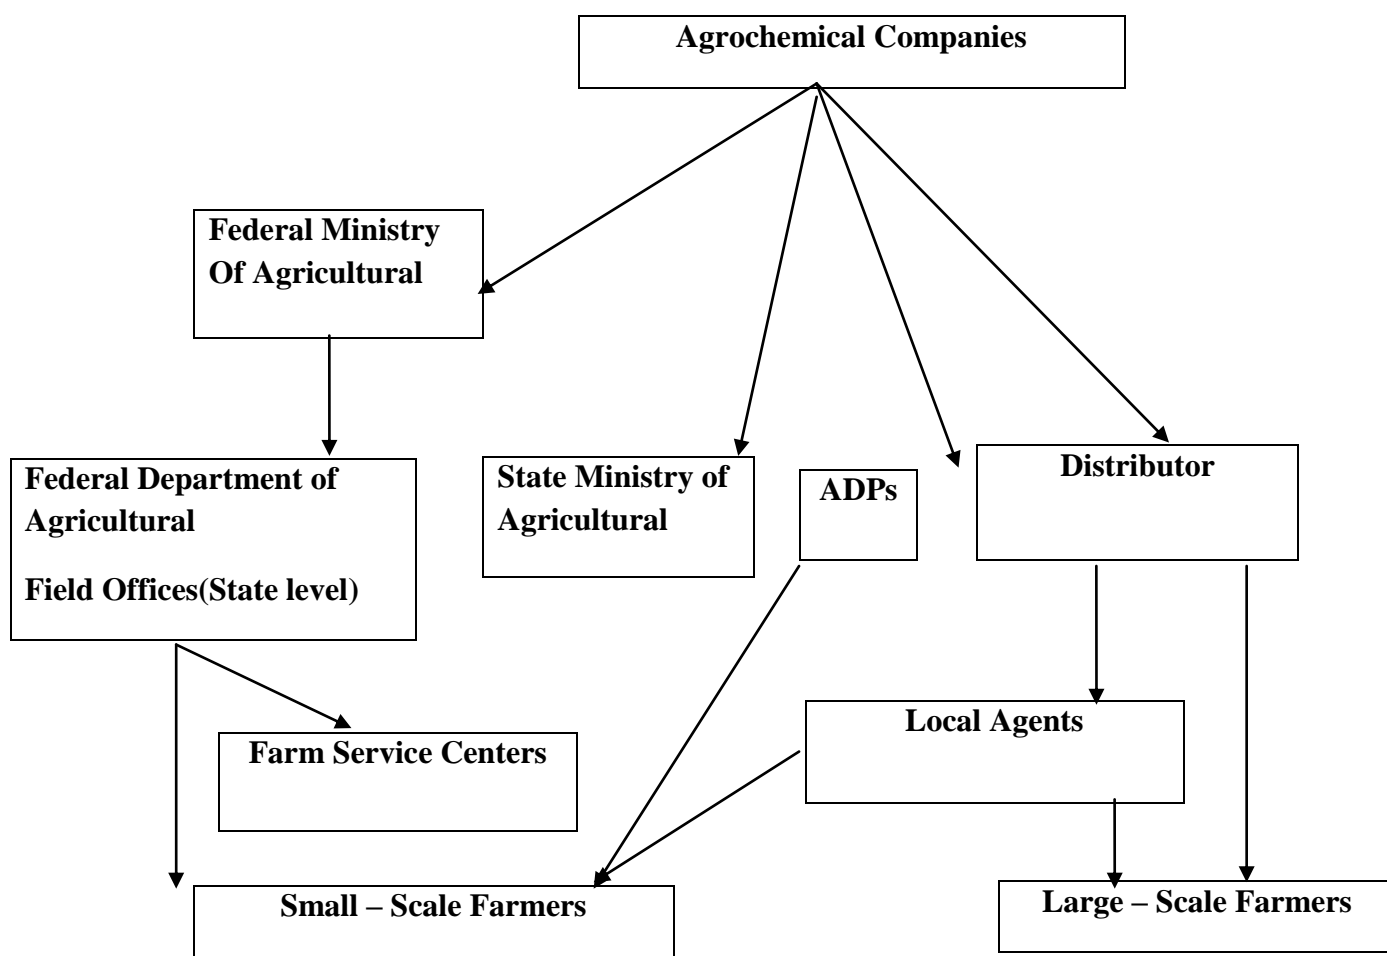 Agrochemical Companies
Federal Ministry
Of Agricultural
Federal Department of
Agricultural
Field Offices(State level)
State Ministry of
Agricultural
ADPs
Distributor
Local Agents
Farm Service Centers
Small – Scale Farmers
Large – Scale Farmers